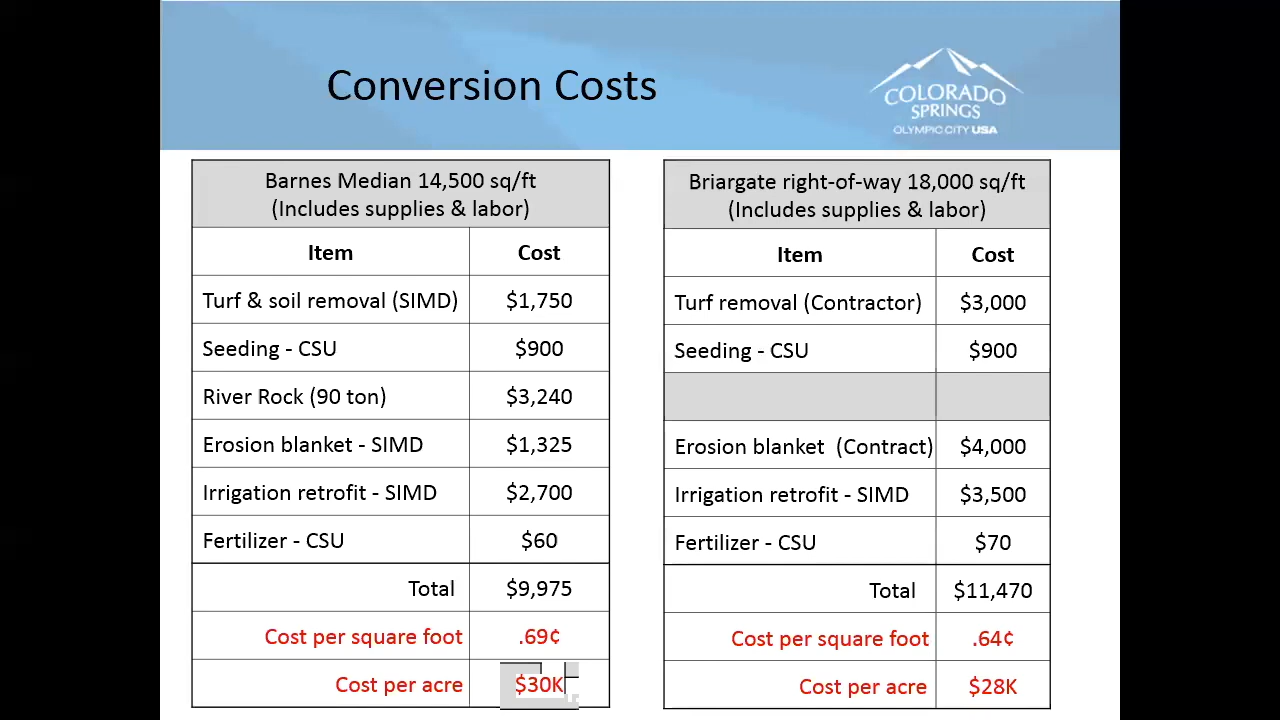 Conversion Costs
COLORADO
SPRINGS
OLYMPIC CITY USA
Barnes Median 14,500 sq/ft
(Includes supplies & labor)
Item Cost
Turf & soil removal (SIMD) $1,750
Seeding - CSU $900
River Rock (90 ton) $3,240
Erosion blanket - SIMD $1,325
Irrigation retrofit - SIMD $2,700
Fertilizer - CSU $60
Total $9,975
Cost per square foot .69¢
Cost per acre $30K
Briargate right-of-way 18,000 sq/ft
(Includes supplies & labor)
Item Cost
Turf removal (Contractor) $3,000
Seeding - CSU $900
Erosion blanket (Contract) $4,000
Irrigation retrofit - SIMD $3,500
Fertilizer - CSU $70
Total $11,470
Cost per square foot .64¢
Cost per acre $28K